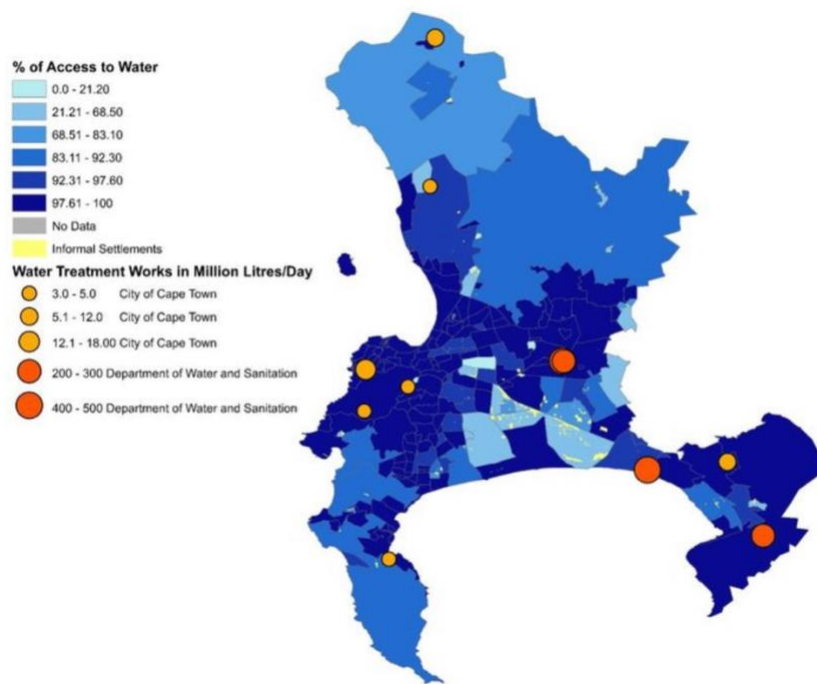 % of Access to Water
0.0 - 21.20
21.21 - 68.50
68.51 - 83.10
83.11 - 92.30
92.31 - 97.60
97.61 - 100
No Data
Informal Settlements
Water Treatment Works in Million Litres/Day
3.0 - 5.0 City of Cape Town
5.1 - 12.0 City of Cape Town
12.1 - 18.00 City of Cape Town
200 - 300 Department of Water and Sanitation
400 - 500 Department of Water and Sanitation